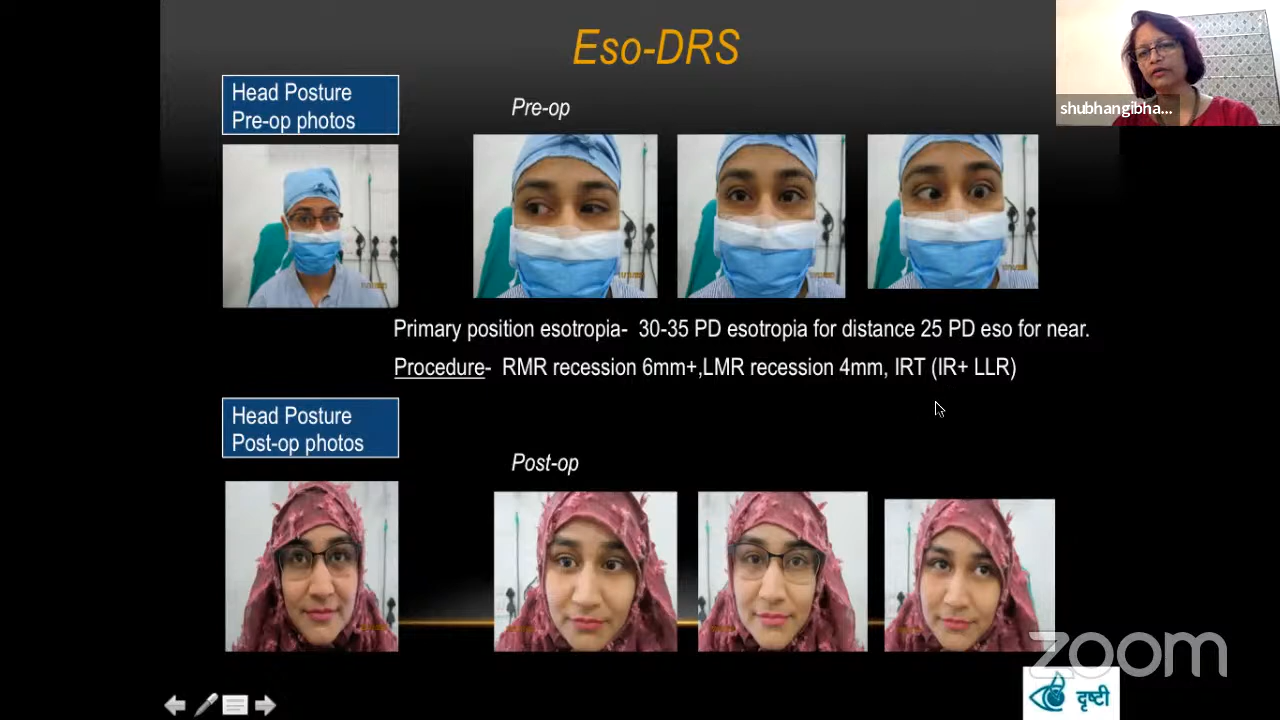 Eso-DRS
shubhangibha...
Head Posture
Pre-op photos
Pre-op
Primary position esotropia-  30-35 PD esotropia for distance 25 PD eso for near.
Procedure-  RMR recession 6mm+,LMR recession 4mm, IRT (IR+ LLR)
Head Posture
Post-op photos
Post-op
zoom
दृष्टी